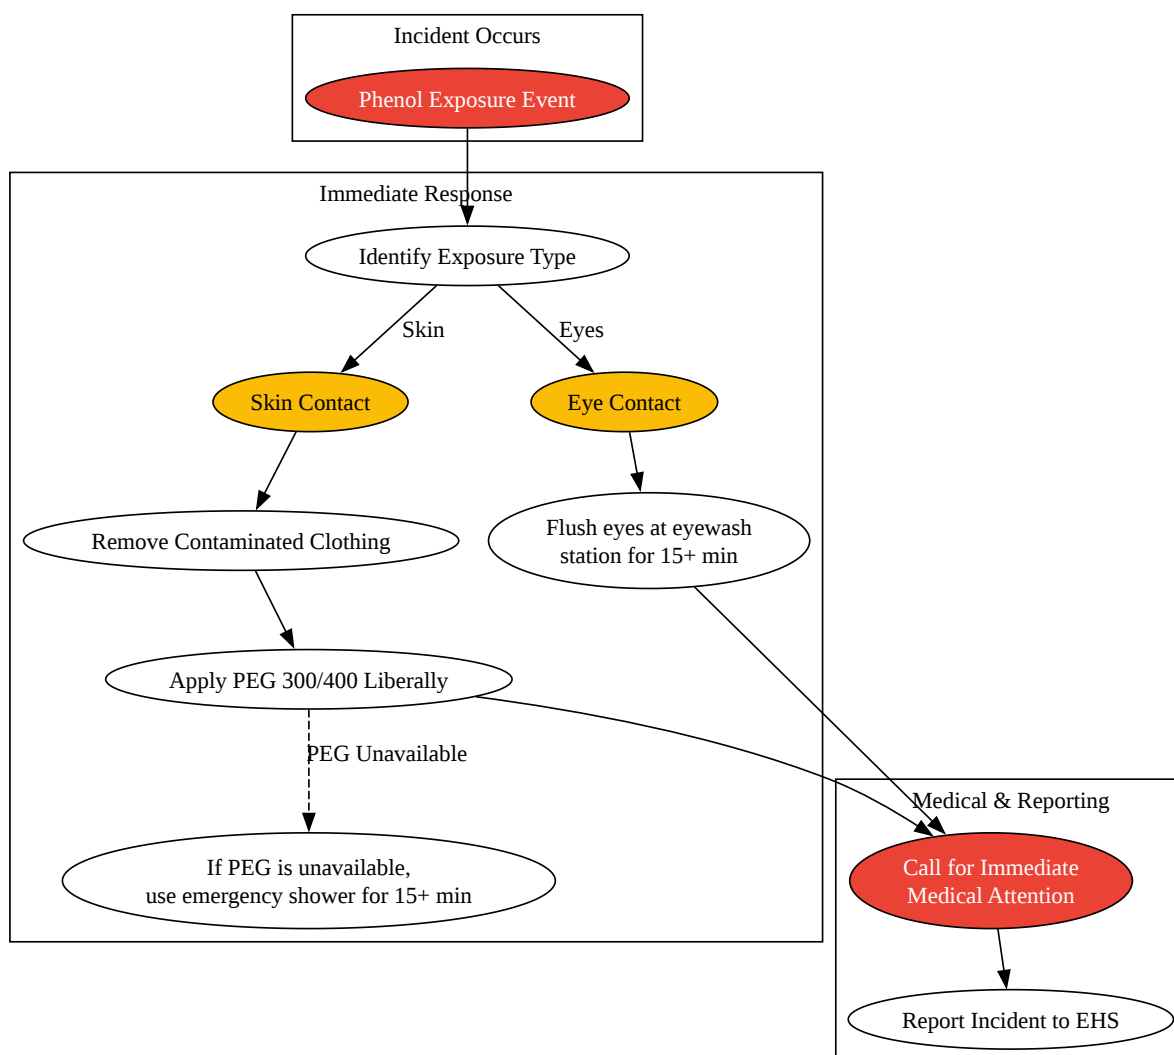 Incident Occurs
Phenol Exposure Event
Immediate Response
Identify Exposure Type
Skin
Eyes
Skin Contact
Eye Contact
Remove Contaminated Clothing
Flush eyes at eyewash
station for 15+ min
Apply PEG 300/400 Liberally
PEG Unavailable
If PEG is unavailable,
use emergency shower for 15+ min
Medical & Reporting
Call for Immediate
Medical Attention
Report Incident to EHS